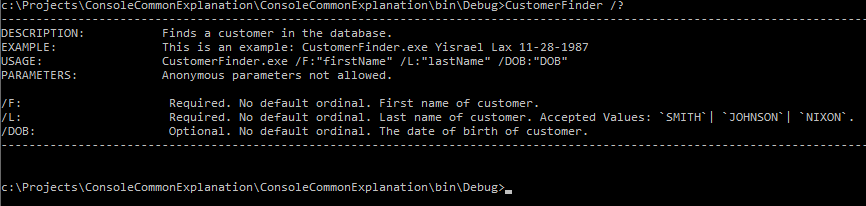 c:\Projects\ConsoleCommonExplanation\ConsoleCommonExplanation\bin\Debug>CustomerFinder /?
--------------------------------------------------------------------------------------------------------------------------
DESCRIPTION: Finds a customer in the database.
EXAMPLE: This is an example: CustomerFinder.exe Yisrael Lax 11-28-1987
USAGE: CustomerFinder.exe /F:"firstName" /L:"lastName" /DOB:"DOB"
PARAMETERS: Anonymous parameters not allowed.
/F: Required. No default ordinal. First name of customer.
/L: Required. No default ordinal. Last name of customer. Accepted Values: `SMITH`| `JOHNSON`| `NIXON`.
/DOB: Optional. No default ordinal. The date of birth of customer.
--------------------------------------------------------------------------------------------------------------------------
c:\Projects\ConsoleCommonExplanation\ConsoleCommonExplanation\bin\Debug>_